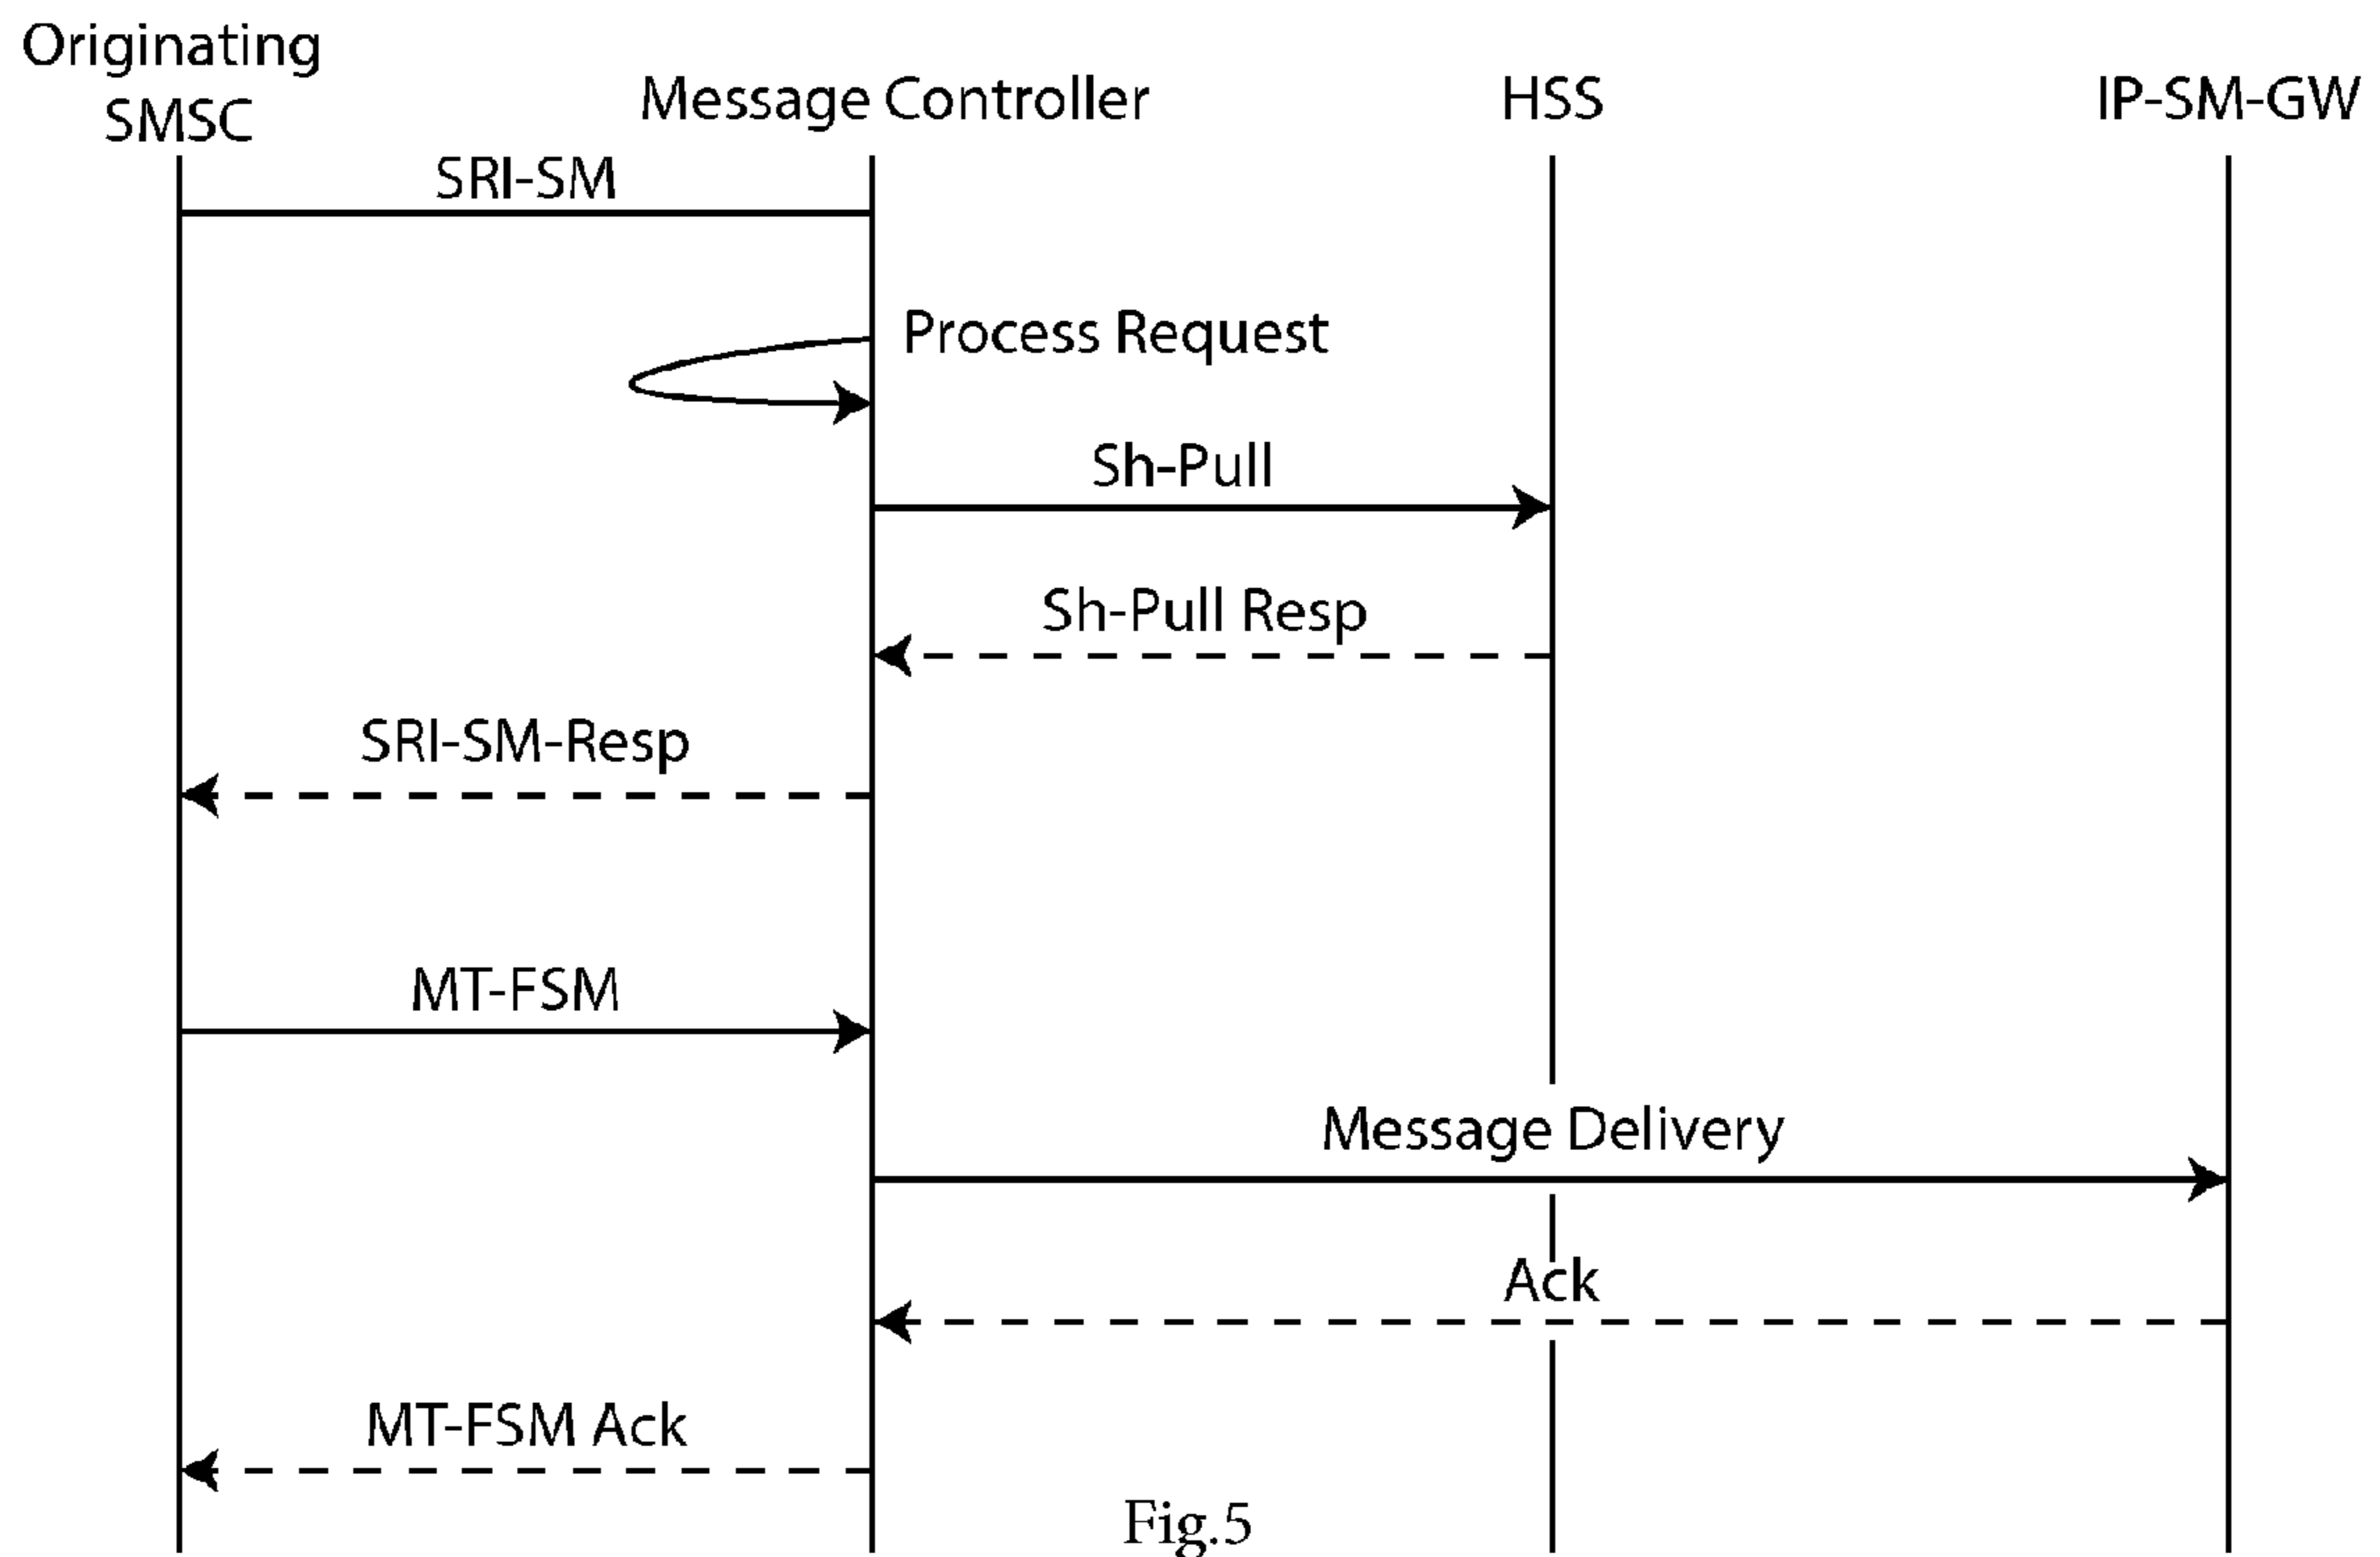 Originating
SMSC
Message Controller
HSS
IP-SM-GW
SRI-SM
Process Request
Sh-Pull
Sh-Pull Resp
SRI-SM-Resp
MT-FSM
Message Delivery
Ack
MT-FSM Ack
Fig.5